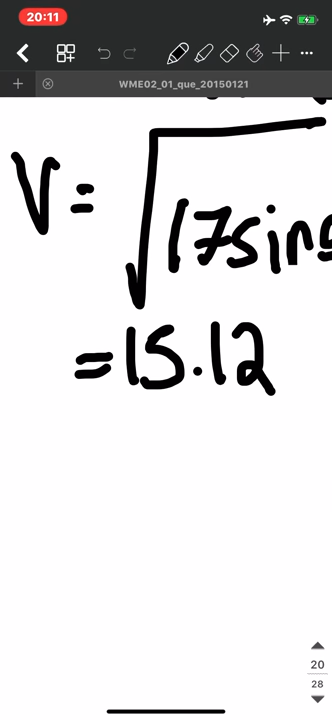 20:11
WME02_01_que_20150121
V = √17sin
= 15.12
20
28